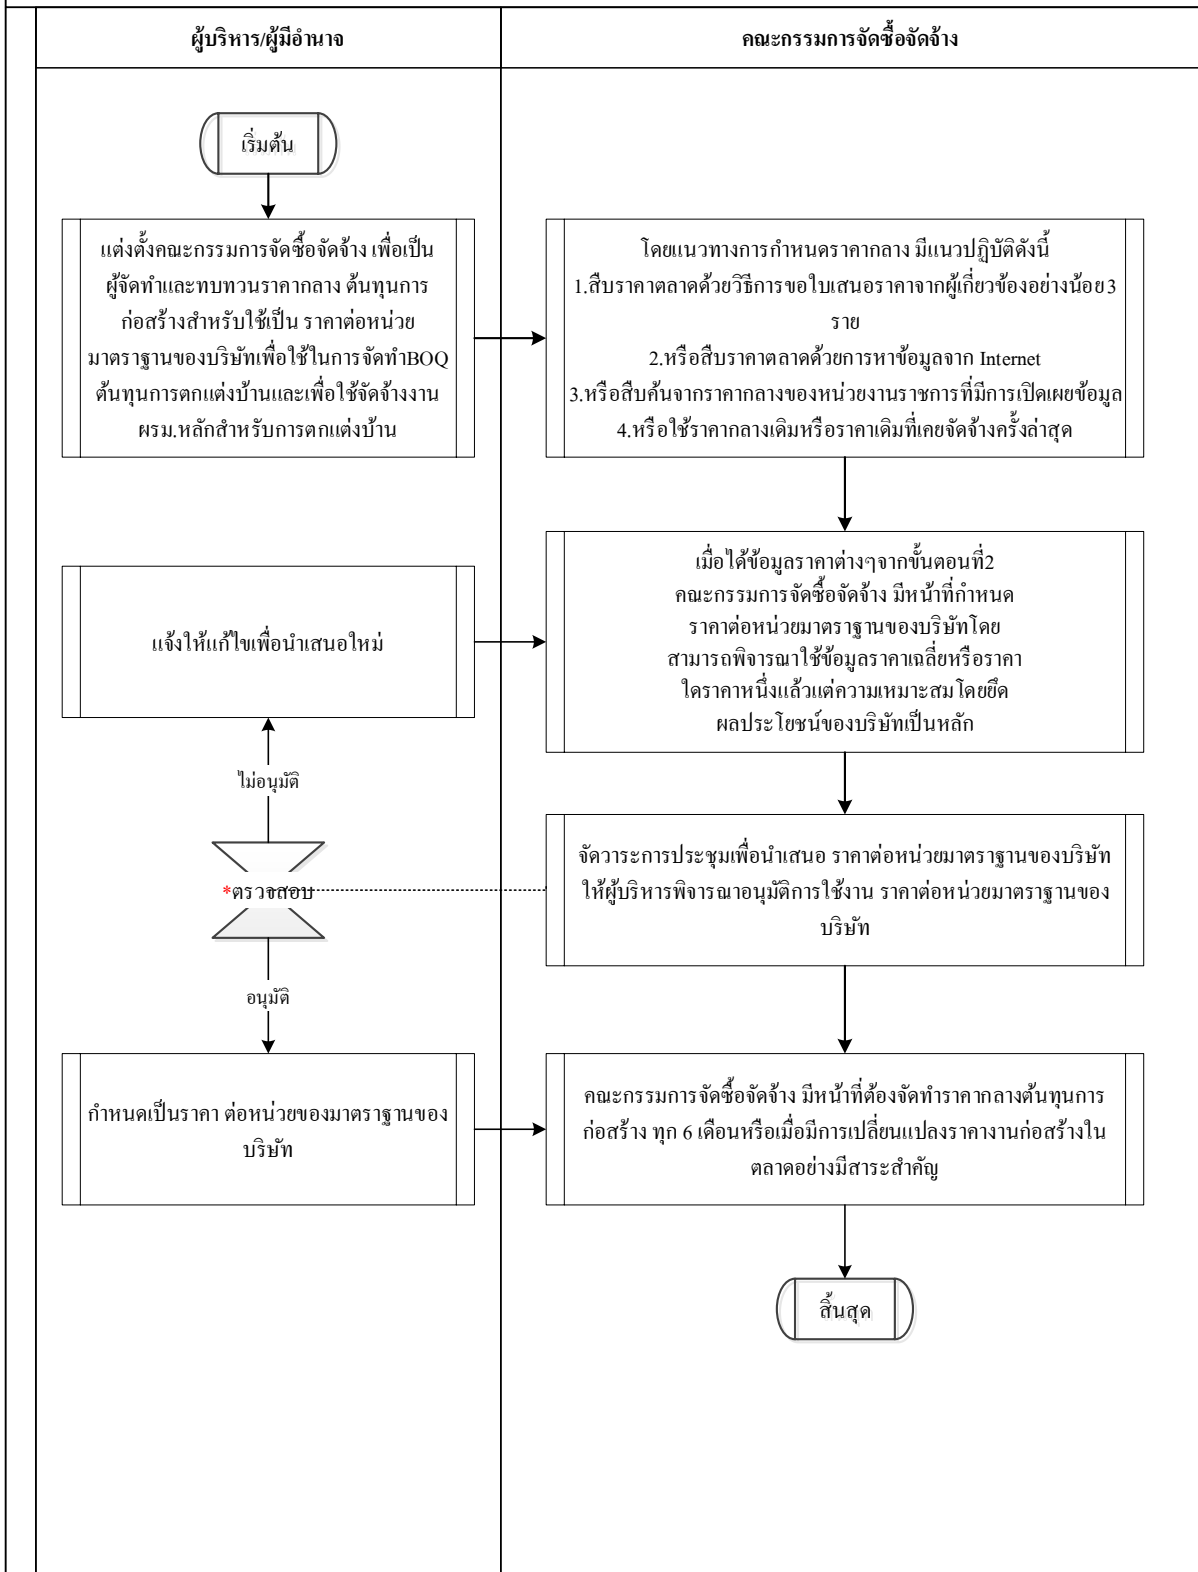 ผู้บริหาร/ผู้มีอำนาจ
คณะกรรมการจัดซื้อจัดจ้าง
เริ่มต้น
แต่งตั้งคณะกรรมการจัดซื้อจัดจ้าง เพื่อเป็น
ผู้จัดทำและทบทวนราคากลาง ต้นทุนการ
ก่อสร้างสำหรับใช้เป็น ราคาต่อหน่วย
มาตราฐานของบริษัทเพื่อใช้ในการจัดทำBOQ
ต้นทุนการตกแต่งบ้านและเพื่อใช้จัดจ้างงาน
ผรม.หลักสำหรับการตกแต่งบ้าน
โดยแนวทางการกำหนดราคากลาง มีแนวปฏิบัติดังนี้
1.สืบราคาตลาดด้วยวิธีการขอใบเสนอราคาจากผู้เกี่ยวข้องอย่างน้อย 3
ราย
2.หรือสืบราคาตลาดด้วยการหาข้อมูลจาก Internet
3.หรือสืบค้นจากราคากลางของหน่วยงานราชการที่มีการเปิดเผยข้อมูล
4.หรือใช้ราคากลางเดิมหรือราคาเดิมที่เคยจัดจ้างครั้งล่าสุด
เมื่อได้ข้อมูลราคาต่างๆจากขั้นตอนที่2
คณะกรรมการจัดซื้อจัดจ้าง มีหน้าที่กำหนด
ราคาต่อหน่วยมาตราฐานของบริษัทโดย
สามารถพิจารณาใช้ข้อมูลราคาเฉลี่ยหรือราคา
ใดราคาหนึ่งแล้วแต่ความเหมาะสมโดยยึด
ผลประโยชน์ของบริษัทเป็นหลัก
แจ้งให้แก้ไขเพื่อนำเสนอใหม่
ไม่อนุมัติ
*ตรวจสอบ
จัดวาระการประชุมเพื่อนำเสนอ ราคาต่อหน่วยมาตราฐานของบริษัท
ให้ผู้บริหารพิจารณาอนุมัติการใช้งาน ราคาต่อหน่วยมาตราฐานของ
บริษัท
อนุมัติ
กำหนดเป็นราคา ต่อหน่วยของมาตราฐานของ
บริษัท
คณะกรรมการจัดซื้อจัดจ้าง มีหน้าที่ต้องจัดทำราคากลางต้นทุนการ
ก่อสร้าง ทุก 6 เดือนหรือเมื่อมีการเปลี่ยนแปลงราคางานก่อสร้างใน
ตลาดอย่างมีสาระสำคัญ
สิ้นสุด